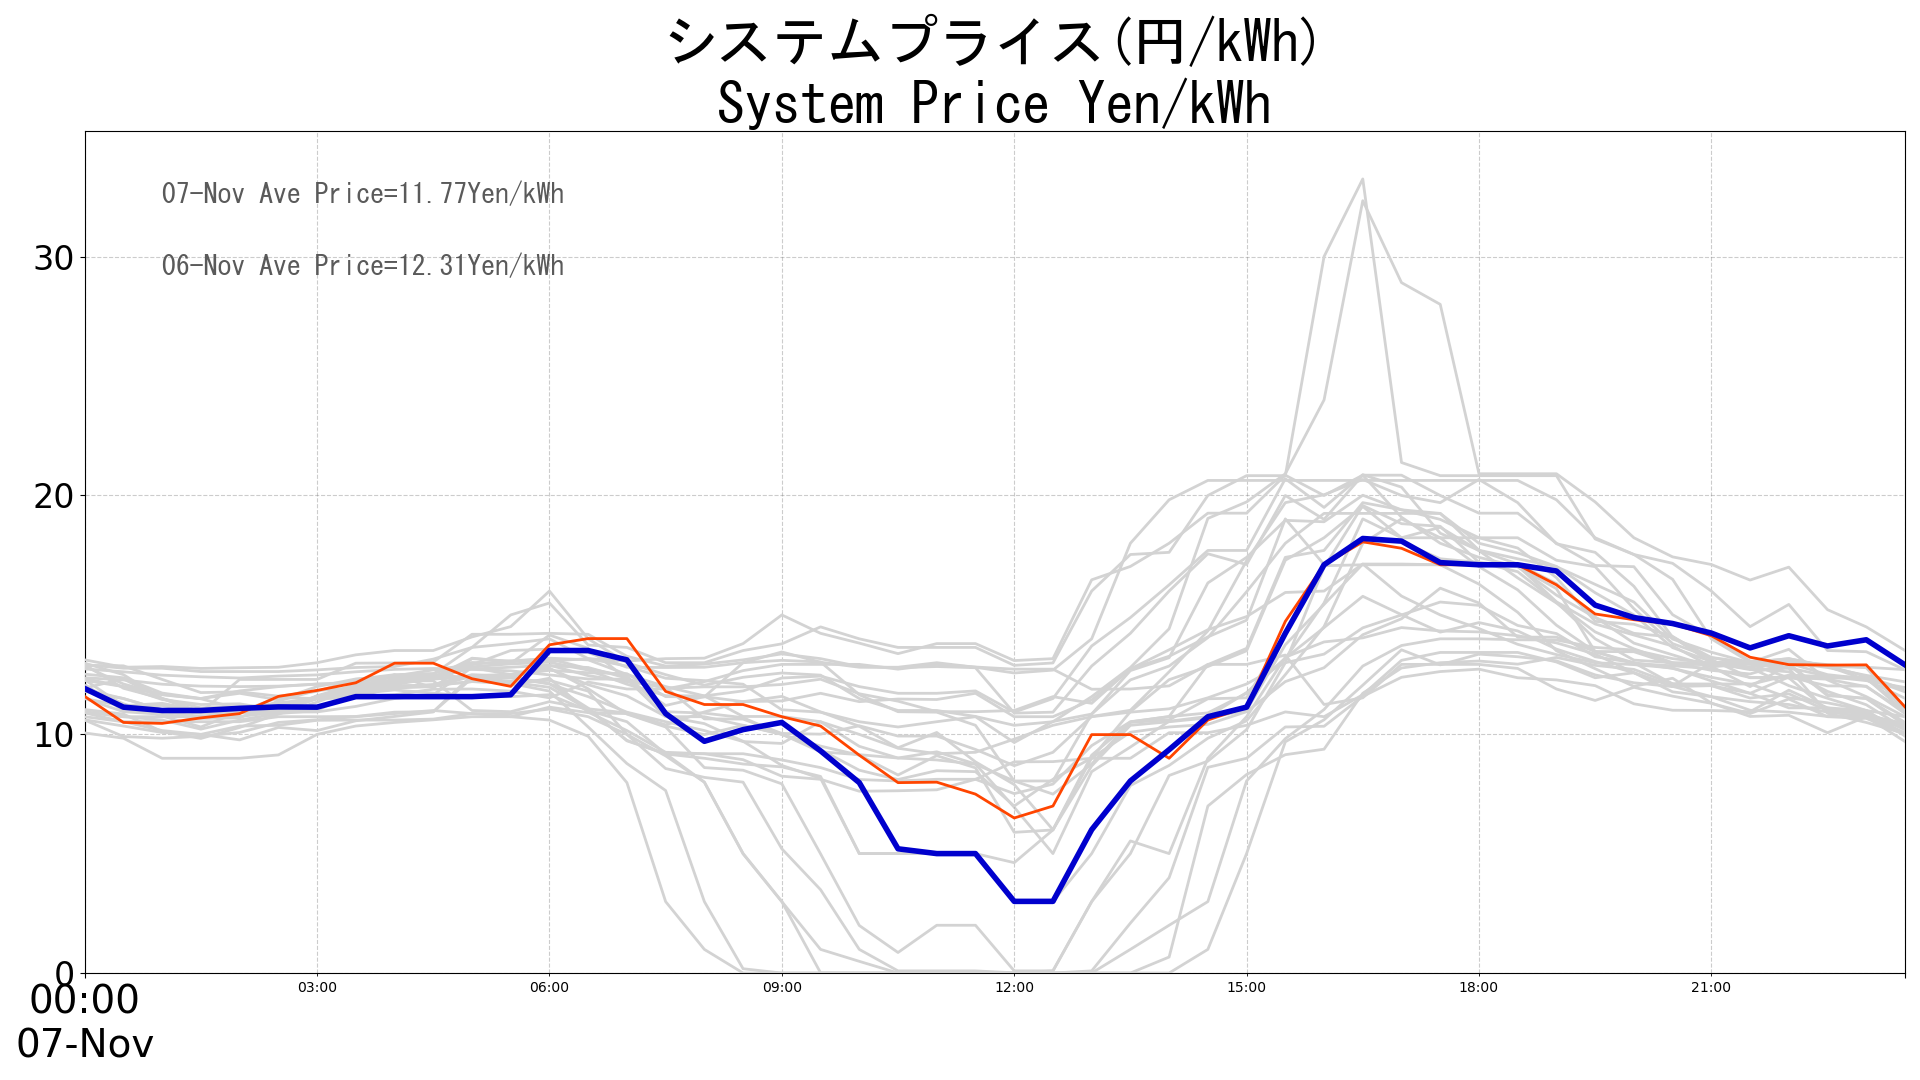 システムプライス(円/kWh)
System Price Yen/kWh
07-Nov Ave Price=11.77Yen/kWh
06-Nov Ave Price=12.31Yen/kWh
30
20
10
0
00:00
03:00
06:00
09:00
12:00
15:00
18:00
21:00
07-Nov